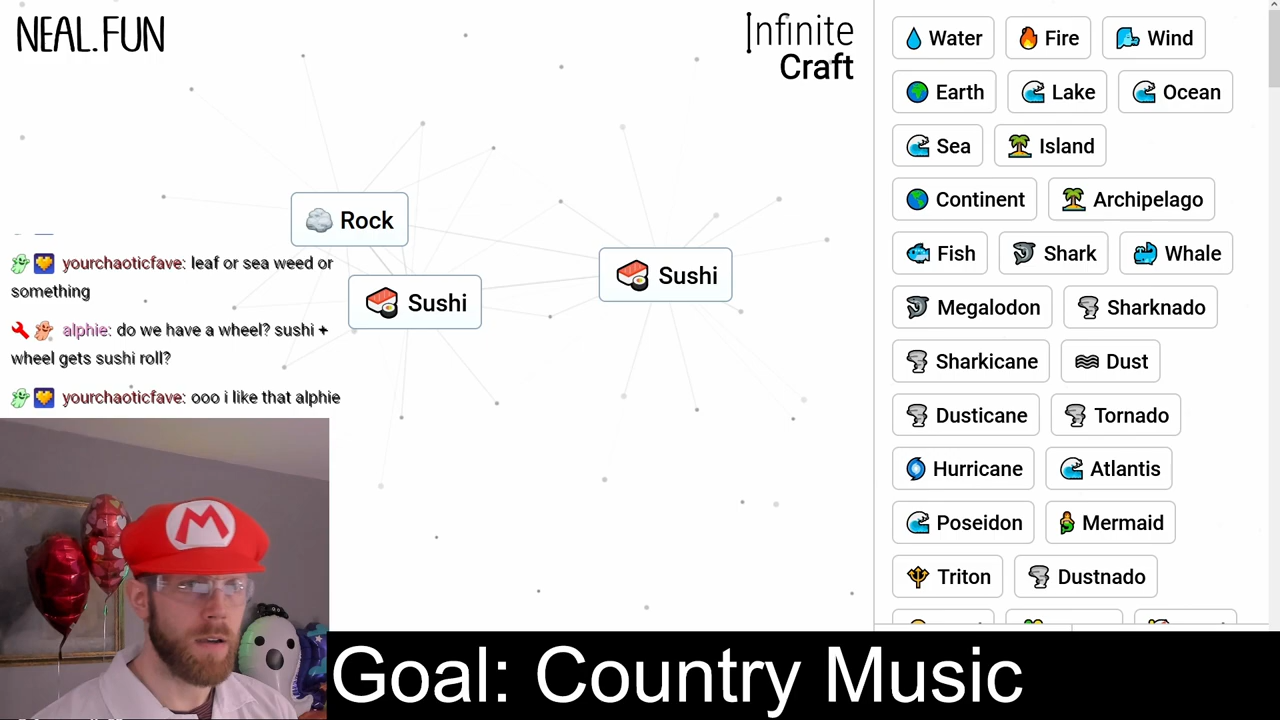 NEAL.FUN
Infinite
Craft
Rock
Sushi
Sushi
yourchaoticfave: leaf or sea weed or
something
alphie: do we have a wheel? sushi +
wheel gets sushi roll?
yourchaoticfave: ooo i like that alphie
M
Water
Fire
Wind
Earth
Lake
Ocean
Sea
Island
Continent
Archipelago
Fish
Shark
Whale
Megalodon
Sharknado
Sharkicane
Dust
Dusticane
Tornado
Hurricane
Atlantis
Poseidon
Mermaid
Triton
Dustnado
Goal: Country Music